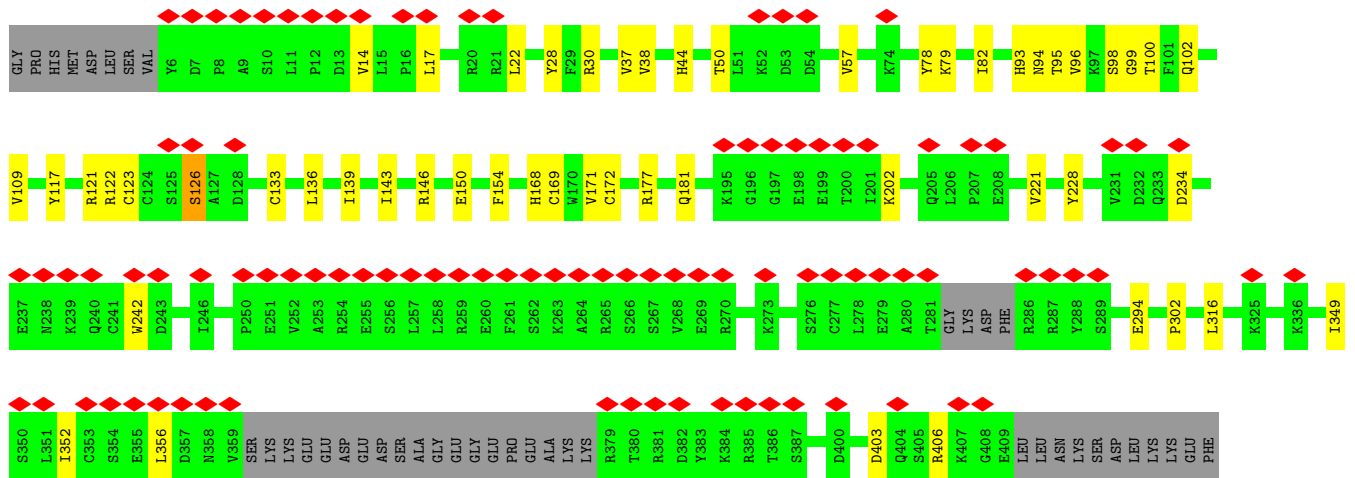 GLY PRO HIS MET ASP LEU SER VAL Y6 D7 P8 A9 S10 L11 P12 D13 V14 L15 P16 L17 R20 R21 L22 Y28 F29 R30 V37 V38 H44 T50 L51 K52 D53 D54 V57 K74 Y78 K79 I82 H93 N94 T95 V96 K97 S98 G99 T100 F101 Q102
V109 Y117 R121 R122 C123 C124 S125 S126 A127 D128 C133 L136 I139 I143 R146 E150 F154 H168 C169 W170 V171 C172 R177 Q181 K195 G196 G197 E198 E199 T200 I201 K202 Q205 L206 P207 E208 V221 Y228 V231 D232 Q233 D234
E237 N238 K239 Q240 C241 W242 D243 I246 P250 E251 V252 A253 R254 E255 S256 L257 L258 R259 E260 F261 S262 K263 A264 R265 S266 S267 V268 E269 R270 K273 S276 C277 L278 E279 A280 T281 GLY LYS ASP PHE R286 R287 Y288 S289 E294 P302 L316 K325 K336 I349
S350 L351 I352 C353 S354 E355 L356 D357 N358 V359 SER LYS LYS GLU GLU ASP GLU ASP SER ALA GLY GLU GLU GLY GLU PRO GLU ALA LYS LYS R379 T380 R381 D382 Y383 K384 R385 T386 S387 D400 D403 Q404 S405 R406 K407 G408 E409 LEU LEU ASN LYS SER ASP LEU LYS LYS GLU PHE